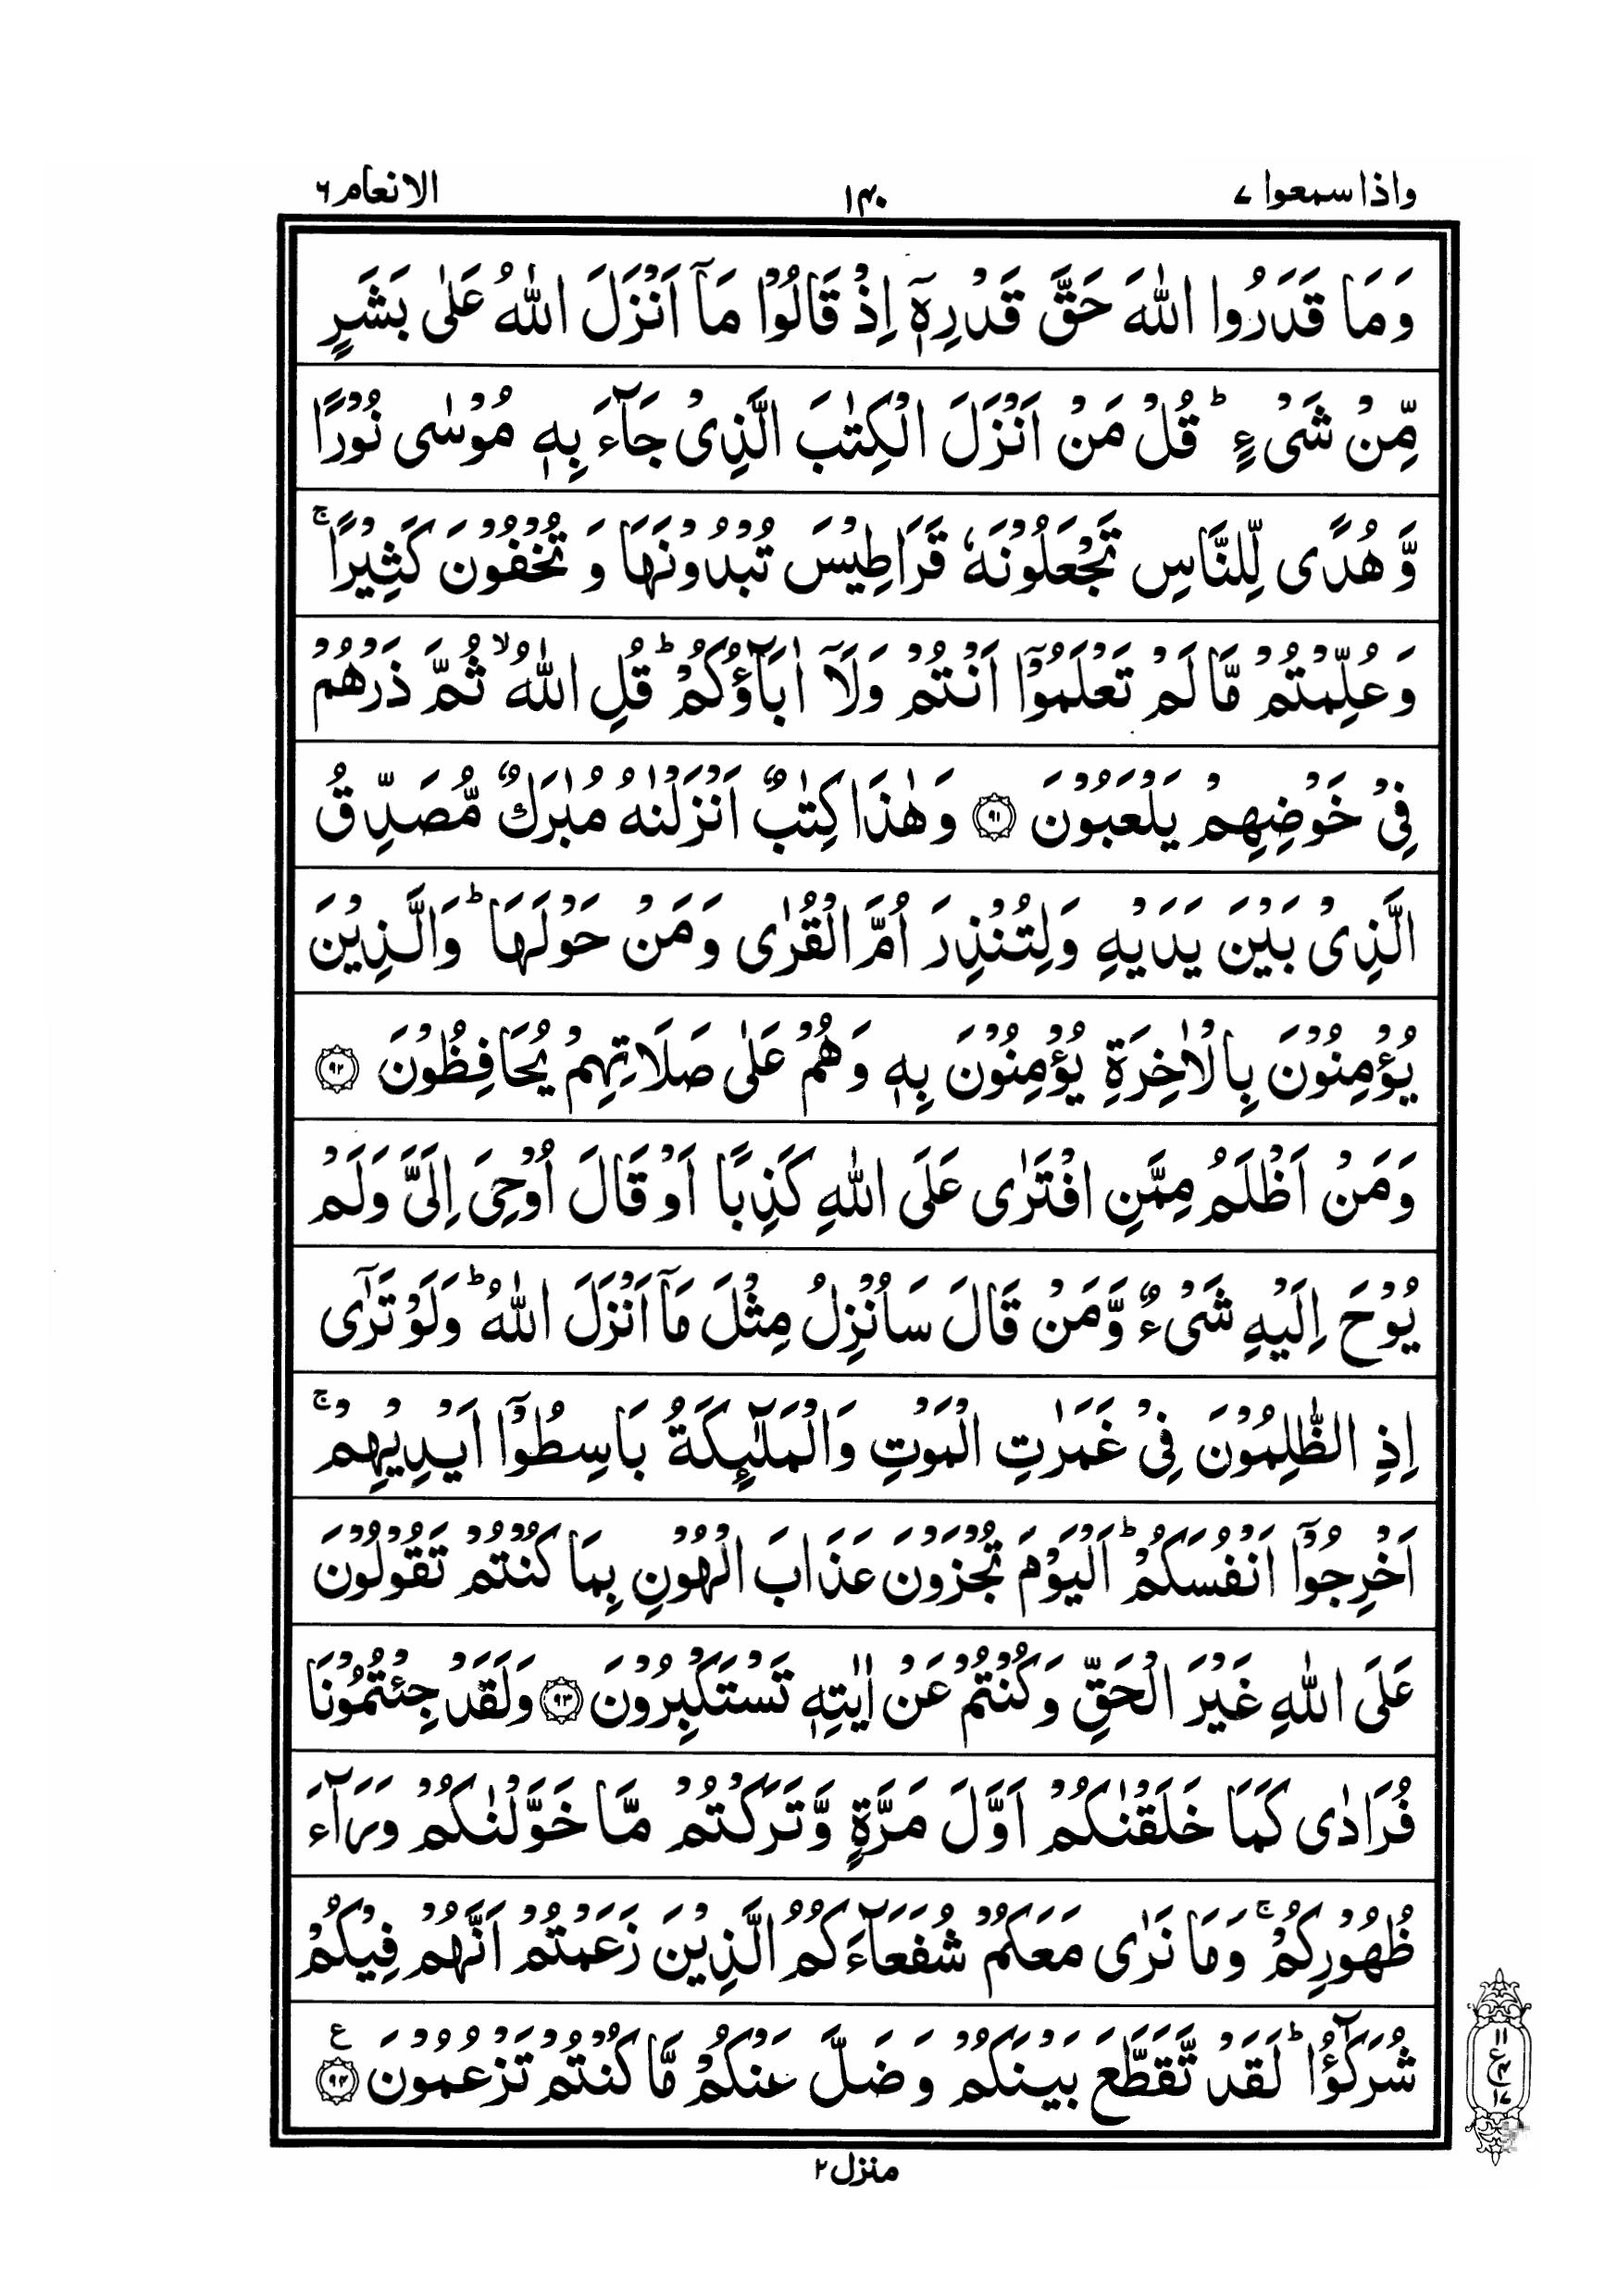 واذاسمعوا ٧
١٤٠
الانعام ٦
وَمَا قَدَرُوا اللّٰهَ حَقَّ قَدْرِهٖۤ اِذْ قَالُوْا مَاۤ اَنْزَلَ اللّٰهُ عَلٰى بَشَرٍ
مِّنْ شَیْءٍ ؕ قُلْ مَنْ اَنْزَلَ الْكِتٰبَ الَّذِیْ جَآءَ بِهٖ مُوْسٰى نُوْرًا
وَّ هُدًى لِّلنَّاسِ تَجْعَلُوْنَهٗ قَرَاطِیْسَ تُبْدُوْنَهَا وَ تُخْفُوْنَ كَثِیْرًا ۚ
وَعُلِّمْتُمْ مَّا لَمْ تَعْلَمُوْۤا اَنْتُمْ وَلَاۤ اٰبَآؤُكُمْ ؕ قُلِ اللّٰهُ ۙ ثُمَّ ذَرْهُمْ
فِیْ خَوْضِهِمْ یَلْعَبُوْنَ ۝٩١ وَهٰذَا كِتٰبٌ اَنْزَلْنٰهُ مُبٰرَكٌ مُّصَدِّقُ
الَّذِیْ بَیْنَ یَدَیْهِ وَلِتُنْذِرَ اُمَّ الْقُرٰى وَمَنْ حَوْلَهَا ؕ وَالَّذِیْنَ
یُؤْمِنُوْنَ بِالْاٰخِرَةِ یُؤْمِنُوْنَ بِهٖ وَهُمْ عَلٰى صَلَاتِهِمْ یُحَافِظُوْنَ ۝٩٢
وَمَنْ اَظْلَمُ مِمَّنِ افْتَرٰى عَلَى اللّٰهِ كَذِبًا اَوْ قَالَ اُوْحِیَ اِلَیَّ وَلَمْ
یُوْحَ اِلَیْهِ شَیْءٌ وَّمَنْ قَالَ سَاُنْزِلُ مِثْلَ مَاۤ اَنْزَلَ اللّٰهُ ؕ وَلَوْ تَرٰۤى
اِذِ الظّٰلِمُوْنَ فِیْ غَمَرٰتِ الْمَوْتِ وَالْمَلٰٓىِٕكَةُ بَاسِطُوْۤا اَیْدِیْهِمْ ۚ
اَخْرِجُوْۤا اَنْفُسَكُمْ ؕ اَلْیَوْمَ تُجْزَوْنَ عَذَابَ الْهُوْنِ بِمَا كُنْتُمْ تَقُوْلُوْنَ
عَلَى اللّٰهِ غَیْرَ الْحَقِّ وَكُنْتُمْ عَنْ اٰیٰتِهٖ تَسْتَكْبِرُوْنَ ۝٩٣ وَلَقَدْ جِئْتُمُوْنَا
فُرَادٰى كَمَا خَلَقْنٰكُمْ اَوَّلَ مَرَّةٍ وَّتَرَكْتُمْ مَّا خَوَّلْنٰكُمْ وَرَآءَ
ظُهُوْرِكُمْ ۚ وَمَا نَرٰى مَعَكُمْ شُفَعَآءَكُمُ الَّذِیْنَ زَعَمْتُمْ اَنَّهُمْ فِیْكُمْ
شُرَكٰٓؤُا ؕ لَقَدْ تَّقَطَّعَ بَیْنَكُمْ وَضَلَّ عَنْكُمْ مَّا كُنْتُمْ تَزْعُمُوْنَ ۝٩٤ ع
١١
ع
١٧
منزل ٢